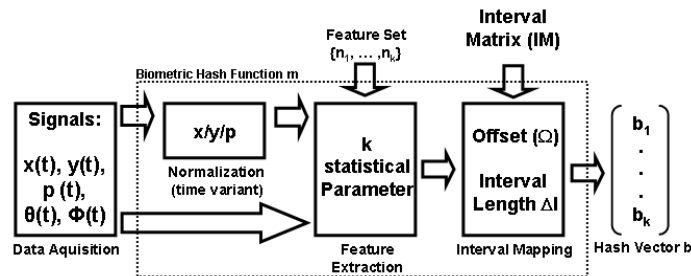 Feature Set
{n1, ... ,nk}
Interval
Matrix (IM)
Biometric Hash Function m
Signals:
x(t), y(t),
p (t),
θ(t), Φ(t)
Data Aquisition
x/y/p
Normalization
(time variant)
k
statistical
Parameter
Feature
Extraction
Offset (Ω)
Interval
Length ΔI
Interval Mapping
b1
.
.
.
bk
Hash Vector b